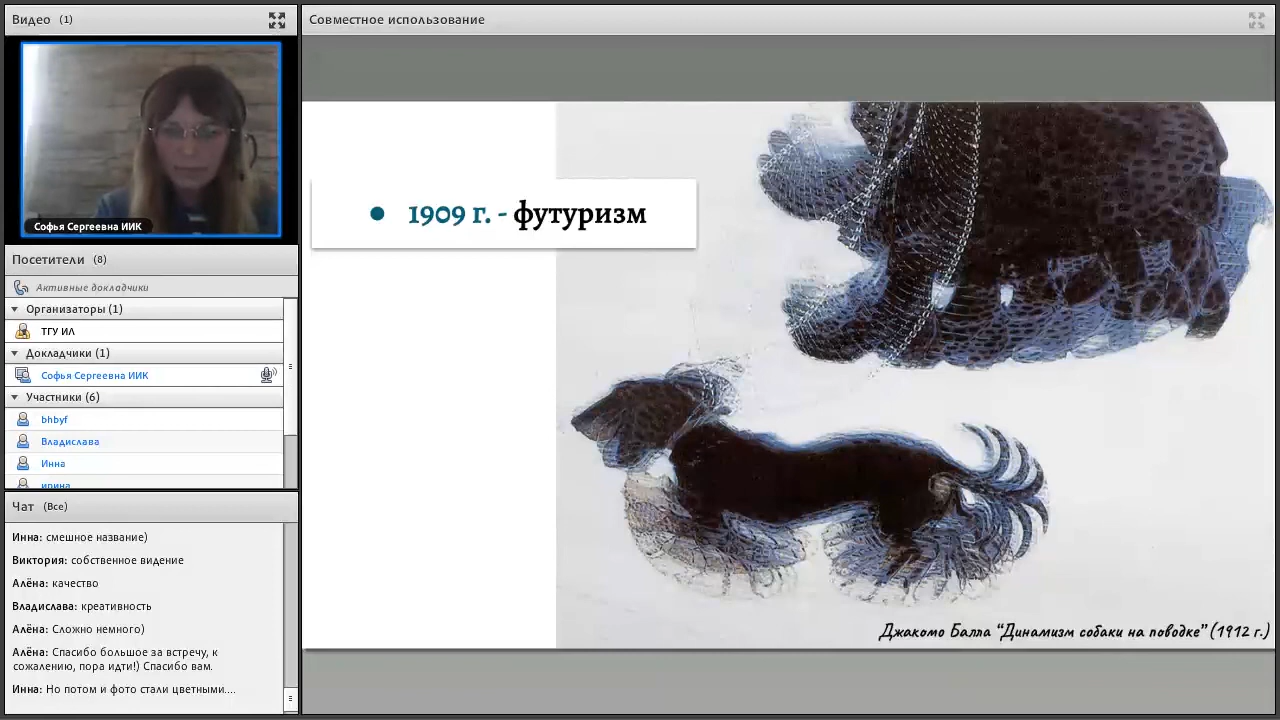 Видео (1)
Софья Сергеевна ИИК
Посетители (8)
Активные докладчики
Организаторы (1)
ТГУ ИЛ
Докладчики (1)
Софья Сергеевна ИИК
Участники (6)
bhbyf
Владислава
Инна
ирина
Чат (Все)
Инна: смешное название)
Виктория: собственное видение
Алёна: качество
Владислава: креативность
Алёна: Сложно немного)
Алёна: Спасибо большое за встречу, к
сожалению, пора идти!) Спасибо вам.
Инна: Но потом и фото стали цветными....
Совместное использование
• 1909 г. - футуризм
Джакомо Балла “Динамизм собаки на поводке” (1912 г.)